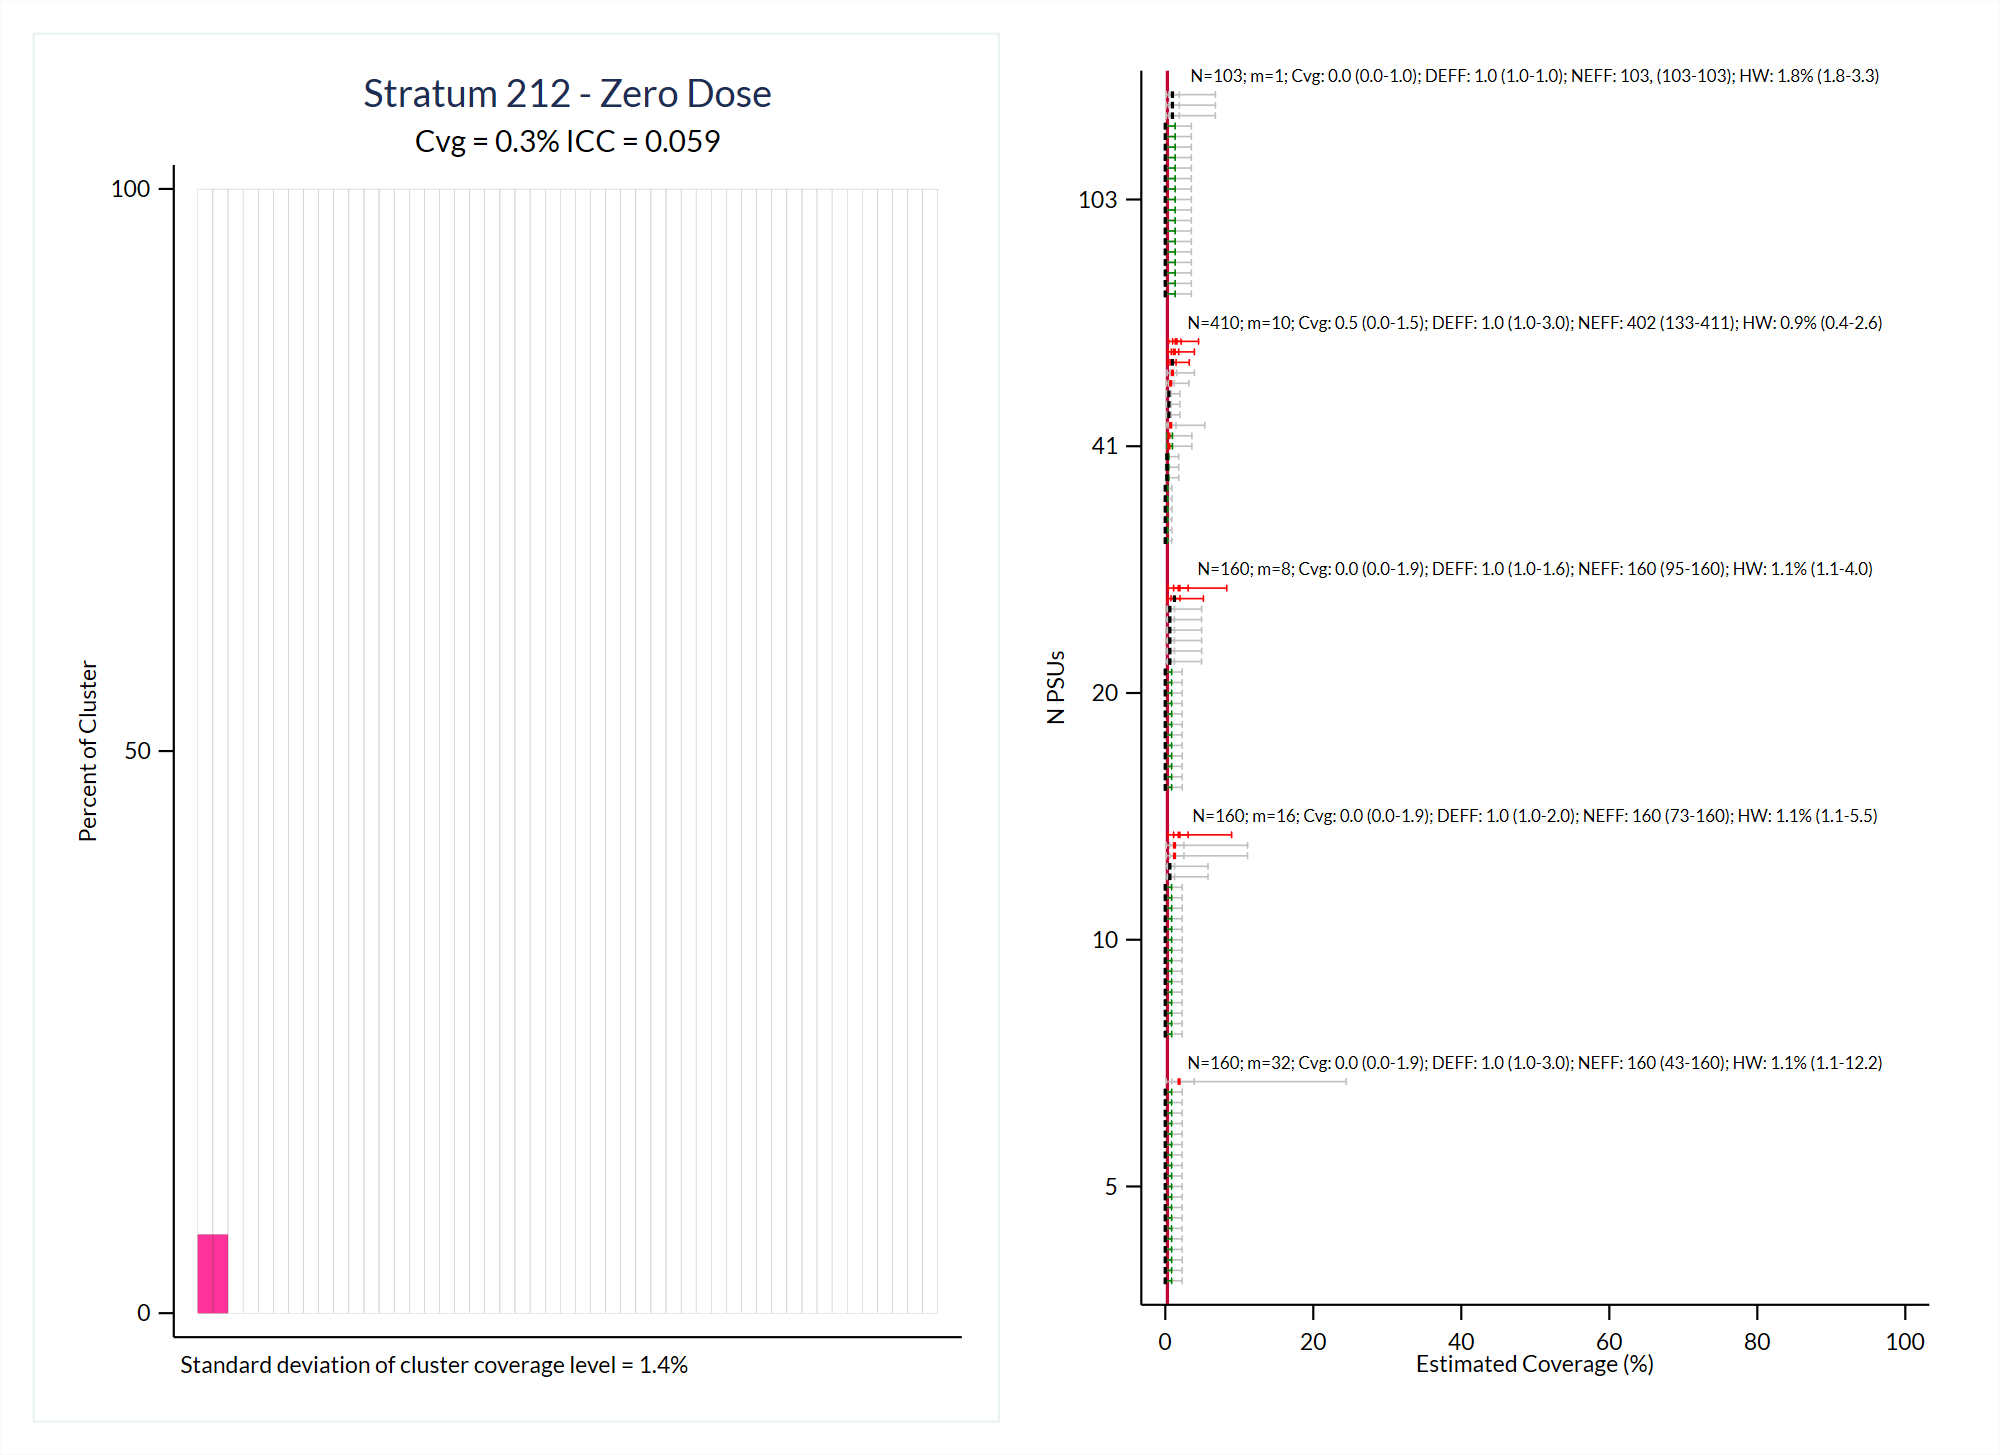 Stratum 212 - Zero Dose
Cvg = 0.3% ICC = 0.059
100
50
0
Percent of Cluster
Standard deviation of cluster coverage level = 1.4%
N=103; m=1; Cvg: 0.0 (0.0-1.0); DEFF: 1.0 (1.0-1.0); NEFF: 103, (103-103); HW: 1.8% (1.8-3.3)
103
N=410; m=10; Cvg: 0.5 (0.0-1.5); DEFF: 1.0 (1.0-3.0); NEFF: 402 (133-411); HW: 0.9% (0.4-2.6)
41
N=160; m=8; Cvg: 0.0 (0.0-1.9); DEFF: 1.0 (1.0-1.6); NEFF: 160 (95-160); HW: 1.1% (1.1-4.0)
20
N PSUs
N=160; m=16; Cvg: 0.0 (0.0-1.9); DEFF: 1.0 (1.0-2.0); NEFF: 160 (73-160); HW: 1.1% (1.1-5.5)
10
N=160; m=32; Cvg: 0.0 (0.0-1.9); DEFF: 1.0 (1.0-3.0); NEFF: 160 (43-160); HW: 1.1% (1.1-12.2)
5
0 20 40 60 80 100
Estimated Coverage (%)